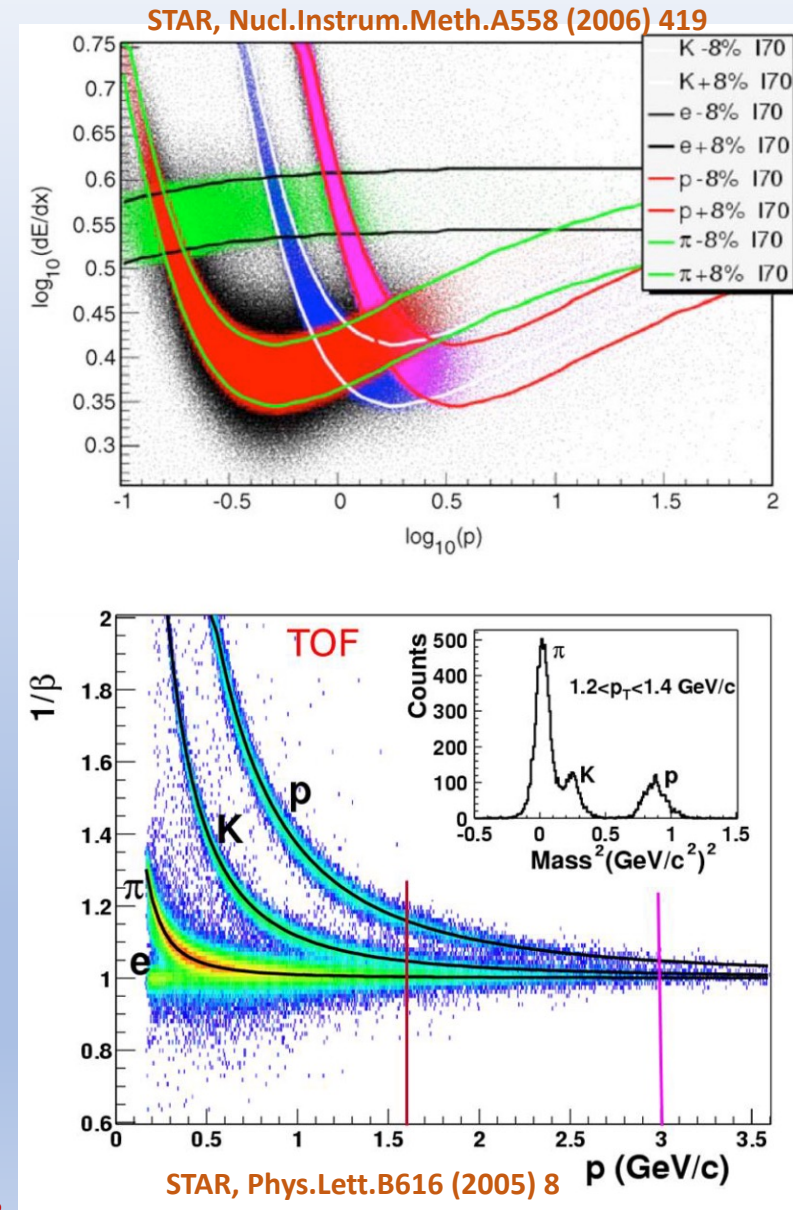 STAR, Nucl.Instrum.Meth.A558 (2006) 419
0.75
0.7
0.65
0.6
0.55
0.5
0.45
0.4
0.35
0.3
log10(dE/dx)
K-8% I70
K+8% I70
e-8% I70
e+8% I70
p-8% I70
p+8% I70
π-8% I70
π+8% I70
-1 -0.5 0 0.5 1 1.5 2
log10(p)
2
1.8
1.6
1.4
1.2
1
0.8
0.6
1/β
TOF
p
K
π
e
Counts
500
400
300
200
100
0
π
1.2<pT<1.4 GeV/c
K
p
-0.5 0 0.5 1 1.5
Mass²(GeV/c²)²
0 0.5 1 1.5 2 2.5 3 3.5
p (GeV/c)
STAR, Phys.Lett.B616 (2005) 8